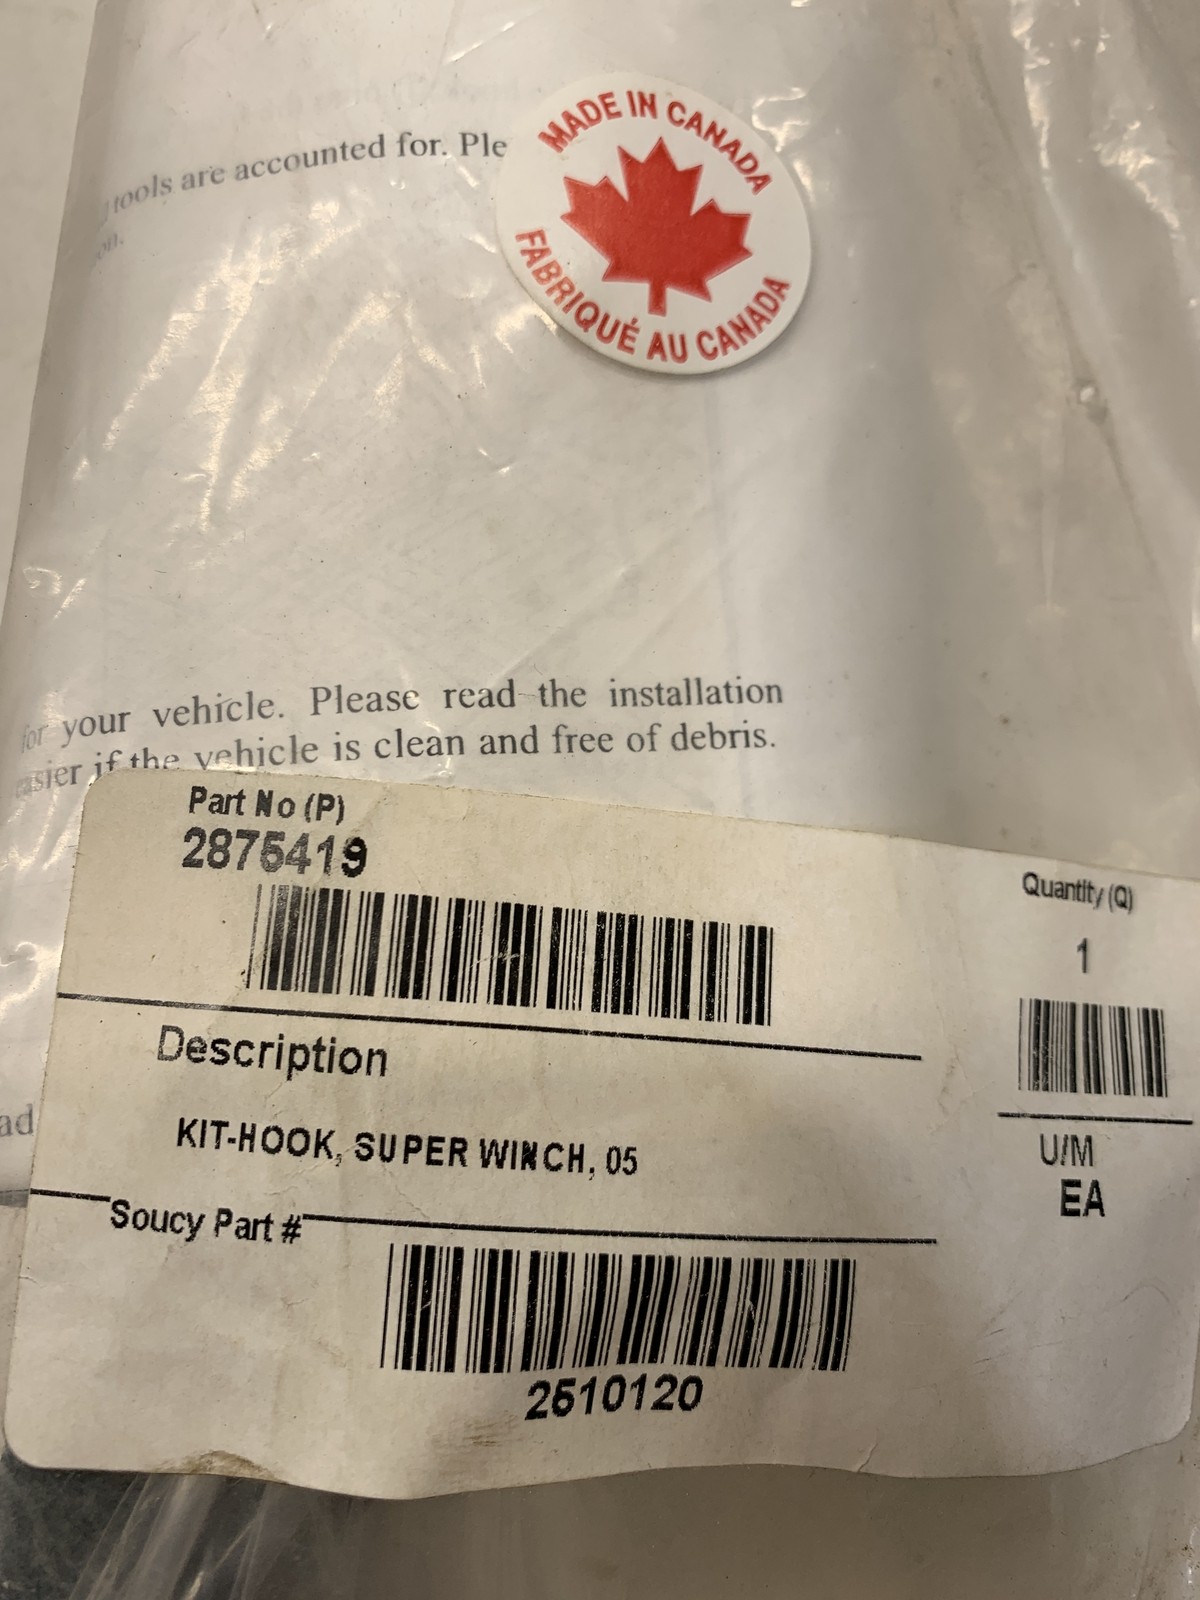 MADE IN CANADA
FABRIQUÉ AU CANADA
tools are accounted for. Ple
on.
for your vehicle. Please read the installation
easier if the vehicle is clean and free of debris.
Part No (P)
2875419
Quantity (Q)
1
Description
KIT-HOOK, SUPER WINCH, 05
U/M
EA
ad
Soucy Part #
2510120